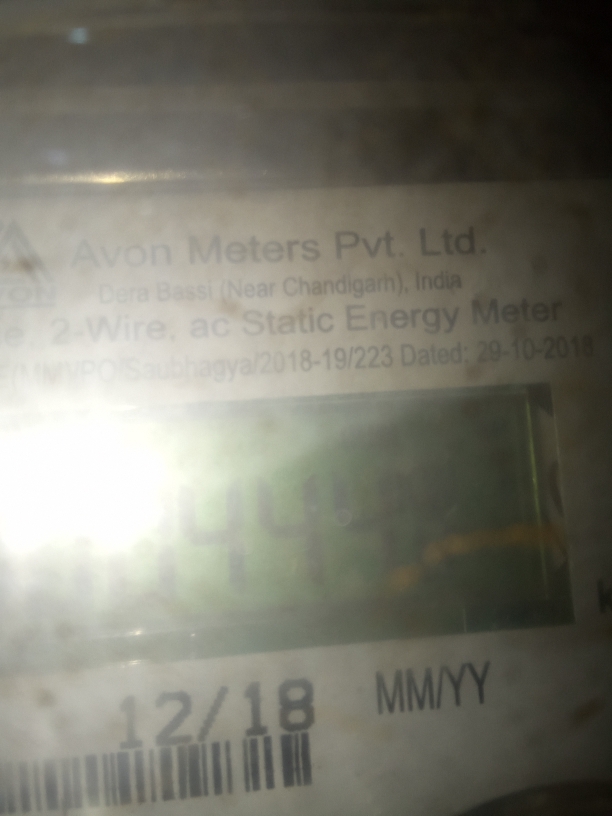 Avon Meters Pvt. Ltd.
Dera Bassi (Near Chandigarh), India
2-Wire, ac Static Energy Meter
Saubhagya/2018-19/223 Dated: 29-10-2018
12/18 MM/YY